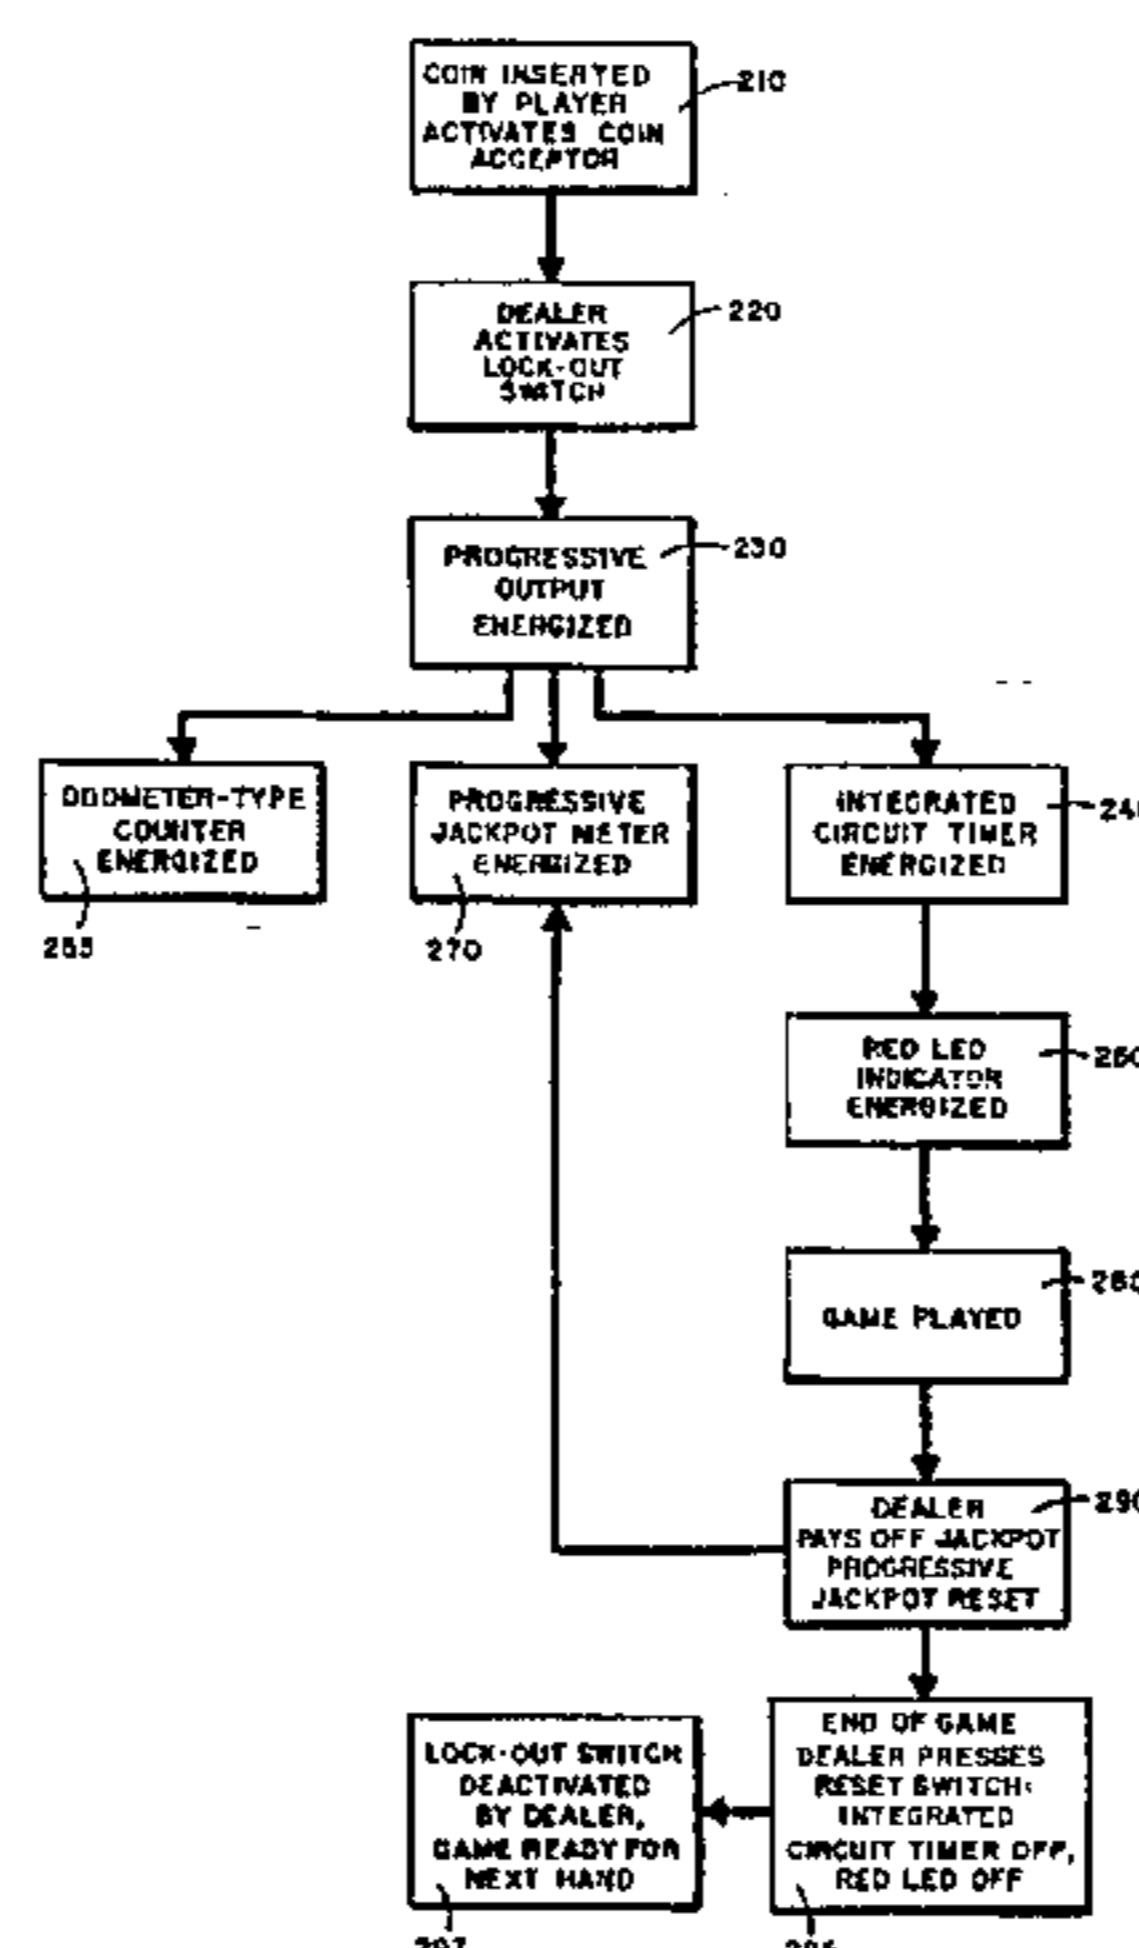 COIN INSERTED
BY PLAYER
ACTIVATES COIN
ACCEPTOR
210
DEALER
ACTIVATES
LOCK-OUT
SWITCH
220
PROGRESSIVE
OUTPUT
ENERGIZED
230
ODOMETER-TYPE
COUNTER
ENERGIZED
PROGRESSIVE
JACKPOT METER
ENERGIZED
270
INTEGRATED
CIRCUIT TIMER
ENERGIZED
RED LED
INDICATOR
ENERGIZED
GAME PLAYED
DEALER
PAYS OFF JACKPOT
PROGRESSIVE
JACKPOT RESET
290
END OF GAME
DEALER PRESSES
RESET SWITCH:
INTEGRATED
CIRCUIT TIMER OFF,
RED LED OFF
LOCK-OUT SWITCH
DEACTIVATED
BY DEALER,
GAME READY FOR
NEXT HAND